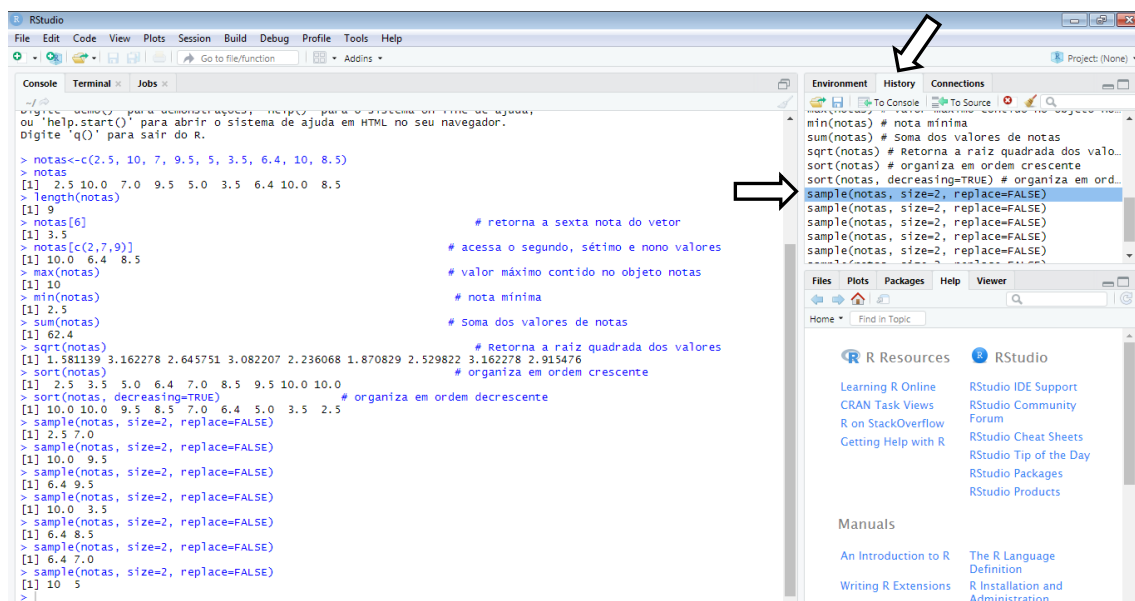 RStudio
File Edit Code View Plots Session Build Debug Profile Tools Help
Go to file/function Addins Project: (None)
Console Terminal Jobs
~/
Digite 'demo()' para demonstrações, 'help()' para o sistema on-line de ajuda,
ou 'help.start()' para abrir o sistema de ajuda em HTML no seu navegador.
Digite 'q()' para sair do R.
> notas<-c(2.5, 10, 7, 9.5, 5, 3.5, 6.4, 10, 8.5)
> notas
[1] 2.5 10.0 7.0 9.5 5.0 3.5 6.4 10.0 8.5
> length(notas)
[1] 9
> notas[6] # retorna a sexta nota do vetor
[1] 3.5
> notas[c(2,7,9)] # acessa o segundo, sétimo e nono valores
[1] 10.0 6.4 8.5
> max(notas) # valor máximo contido no objeto notas
[1] 10
> min(notas) # nota mínima
[1] 2.5
> sum(notas) # Soma dos valores de notas
[1] 62.4
> sqrt(notas) # Retorna a raiz quadrada dos valores
[1] 1.581139 3.162278 2.645751 3.082207 2.236068 1.870829 2.529822 3.162278 2.915476
> sort(notas) # organiza em ordem crescente
[1] 2.5 3.5 5.0 6.4 7.0 8.5 9.5 10.0 10.0
> sort(notas, decreasing=TRUE) # organiza em ordem decrescente
[1] 10.0 10.0 9.5 8.5 7.0 6.4 5.0 3.5 2.5
> sample(notas, size=2, replace=FALSE)
[1] 2.5 7.0
> sample(notas, size=2, replace=FALSE)
[1] 10.0 9.5
> sample(notas, size=2, replace=FALSE)
[1] 6.4 9.5
> sample(notas, size=2, replace=FALSE)
[1] 10.0 3.5
> sample(notas, size=2, replace=FALSE)
[1] 6.4 8.5
> sample(notas, size=2, replace=FALSE)
[1] 6.4 7.0
> sample(notas, size=2, replace=FALSE)
[1] 10 5
>
Environment History Connections
To Console To Source
max(notas) # valor máximo contido no objeto no…
min(notas) # nota mínima
sum(notas) # Soma dos valores de notas
sqrt(notas) # Retorna a raiz quadrada dos valo…
sort(notas) # organiza em ordem crescente
sort(notas, decreasing=TRUE) # organiza em ord…
sample(notas, size=2, replace=FALSE)
sample(notas, size=2, replace=FALSE)
sample(notas, size=2, replace=FALSE)
sample(notas, size=2, replace=FALSE)
sample(notas, size=2, replace=FALSE)
sample(notas, size=2, replace=FALSE)
Files Plots Packages Help Viewer
Home Find in Topic
R Resources
Learning R Online
CRAN Task Views
R on StackOverflow
Getting Help with R
RStudio
RStudio IDE Support
RStudio Community
Forum
RStudio Cheat Sheets
RStudio Tip of the Day
RStudio Packages
RStudio Products
Manuals
An Introduction to R
Writing R Extensions
The R Language
Definition
R Installation and
Administration